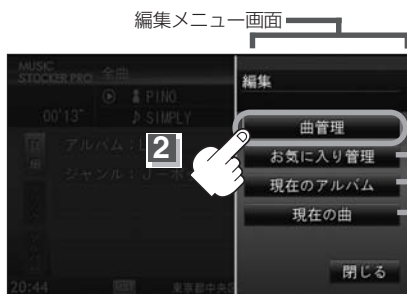 編集メニュー画面
MUSIC
STOCKER PRO 全曲
編集
PINO
00'13" SIMPLY
曲管理
2
アルバム:
お気に入り管理
ジャンル:J-ポ
現在のアルバム
現在の曲
閉じる
20:44 東京都中央区